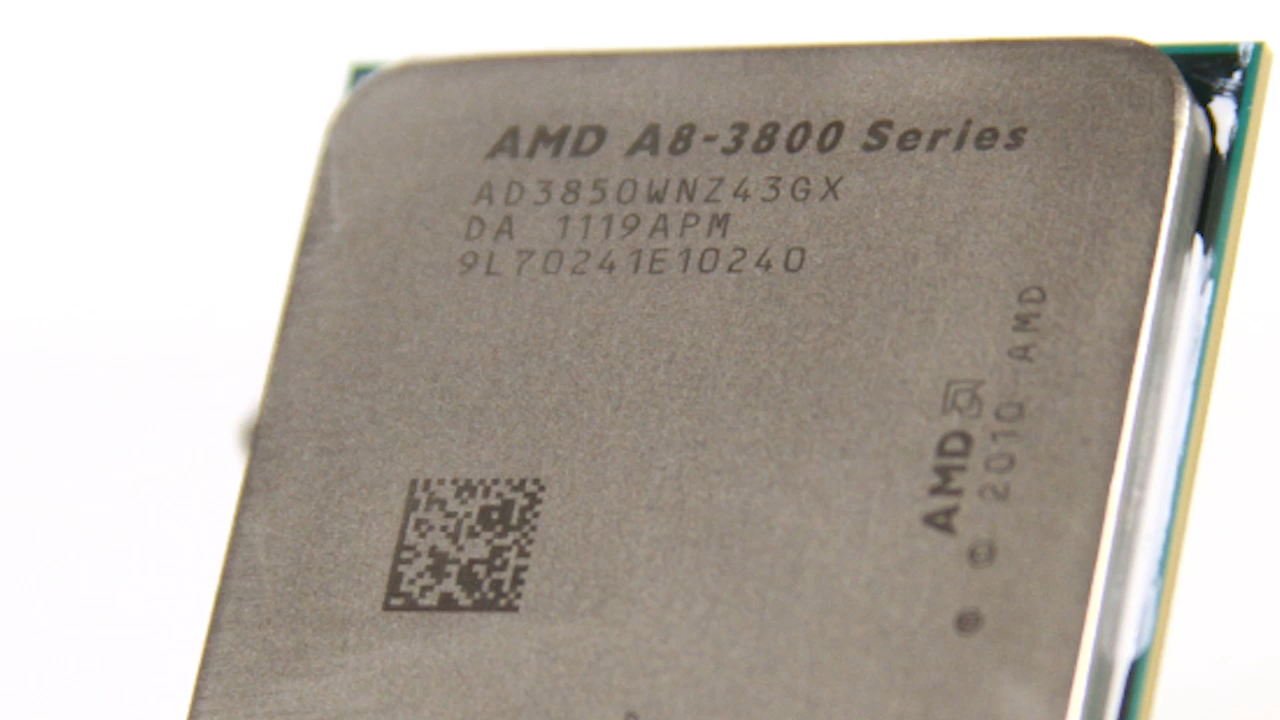 AMD A8-3800 Series
AD3850WNZ43GX
DA 1119APM
9L70241E10240
AMD
© 2010 AMD